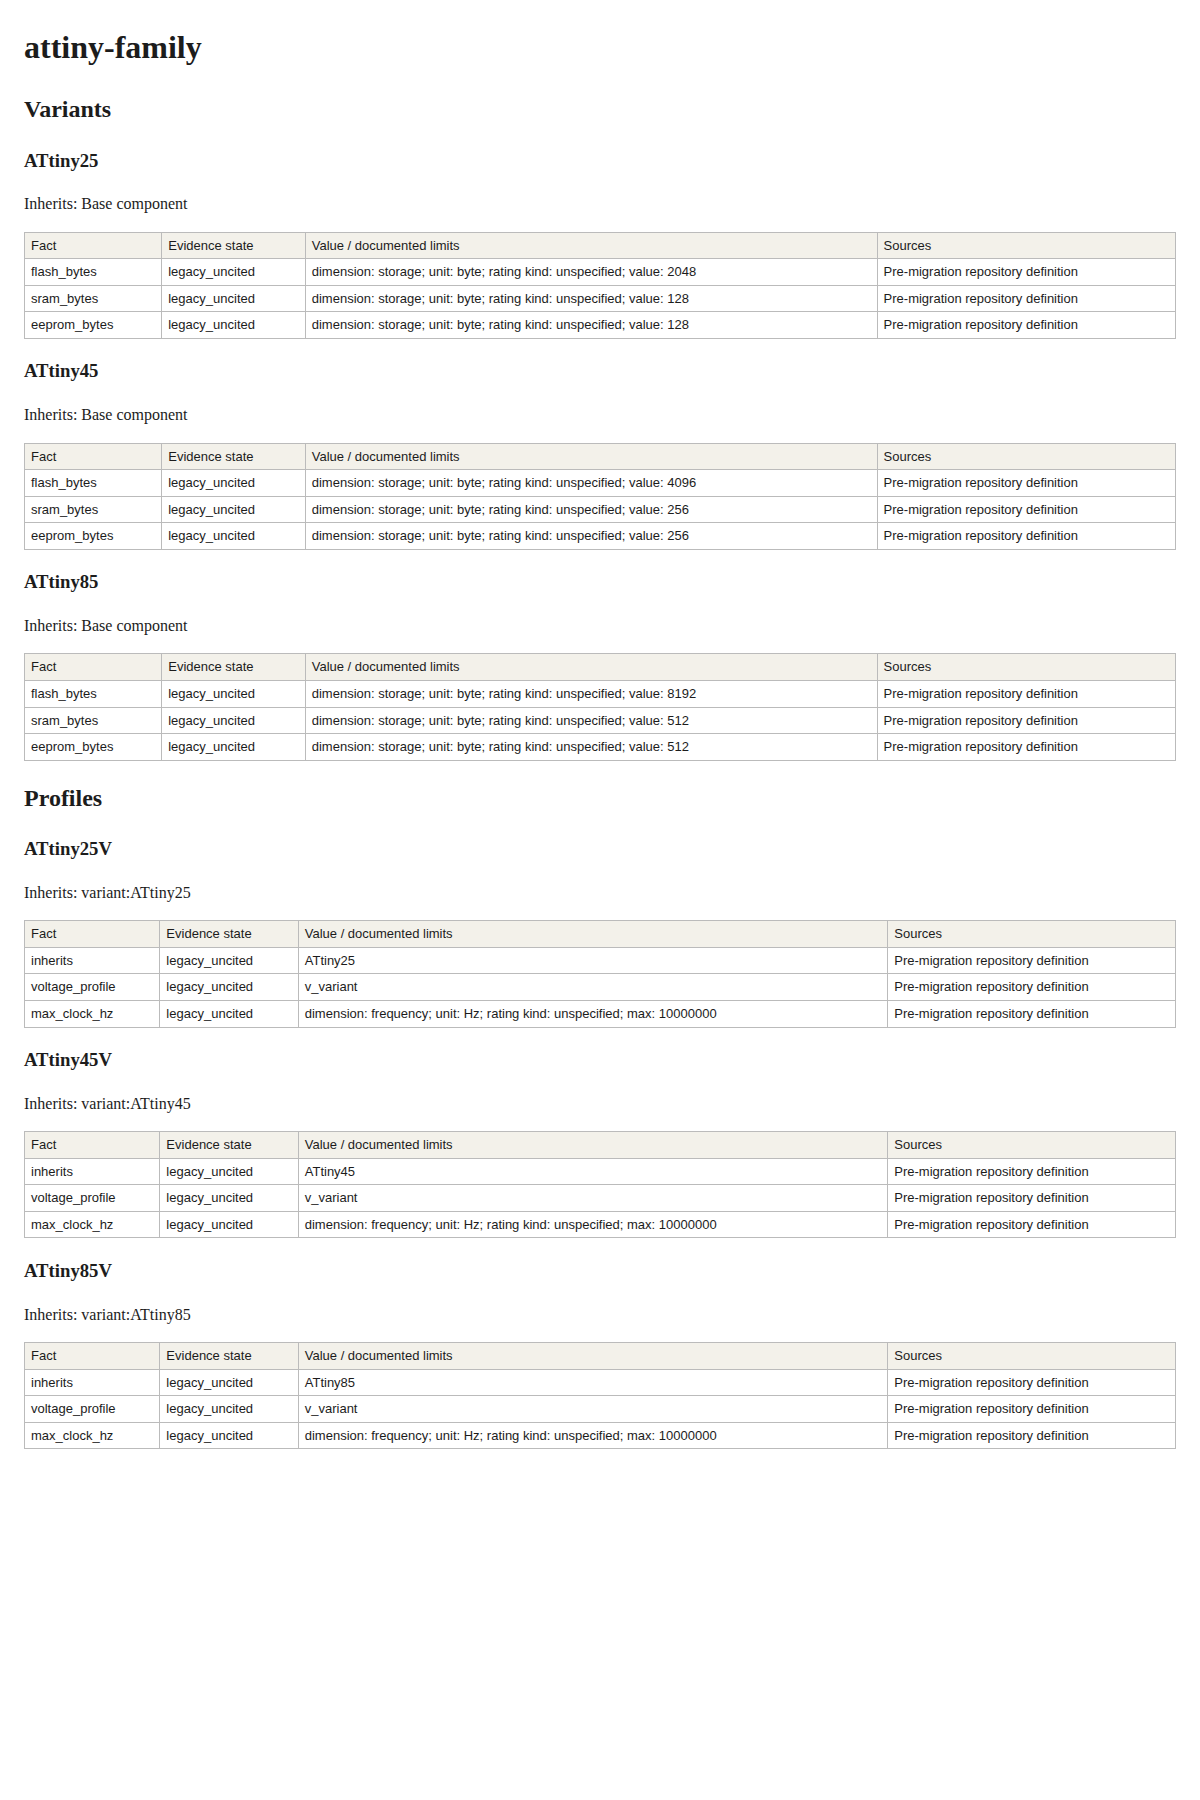 attiny-family
Variants
ATtiny25
Inherits: Base component
Fact Evidence state Value / documented limits Sources
flash_bytes legacy_uncited dimension: storage; unit: byte; rating kind: unspecified; value: 2048 Pre-migration repository definition
sram_bytes legacy_uncited dimension: storage; unit: byte; rating kind: unspecified; value: 128 Pre-migration repository definition
eeprom_bytes legacy_uncited dimension: storage; unit: byte; rating kind: unspecified; value: 128 Pre-migration repository definition
ATtiny45
Inherits: Base component
Fact Evidence state Value / documented limits Sources
flash_bytes legacy_uncited dimension: storage; unit: byte; rating kind: unspecified; value: 4096 Pre-migration repository definition
sram_bytes legacy_uncited dimension: storage; unit: byte; rating kind: unspecified; value: 256 Pre-migration repository definition
eeprom_bytes legacy_uncited dimension: storage; unit: byte; rating kind: unspecified; value: 256 Pre-migration repository definition
ATtiny85
Inherits: Base component
Fact Evidence state Value / documented limits Sources
flash_bytes legacy_uncited dimension: storage; unit: byte; rating kind: unspecified; value: 8192 Pre-migration repository definition
sram_bytes legacy_uncited dimension: storage; unit: byte; rating kind: unspecified; value: 512 Pre-migration repository definition
eeprom_bytes legacy_uncited dimension: storage; unit: byte; rating kind: unspecified; value: 512 Pre-migration repository definition
Profiles
ATtiny25V
Inherits: variant:ATtiny25
Fact Evidence state Value / documented limits Sources
inherits legacy_uncited ATtiny25 Pre-migration repository definition
voltage_profile legacy_uncited v_variant Pre-migration repository definition
max_clock_hz legacy_uncited dimension: frequency; unit: Hz; rating kind: unspecified; max: 10000000 Pre-migration repository definition
ATtiny45V
Inherits: variant:ATtiny45
Fact Evidence state Value / documented limits Sources
inherits legacy_uncited ATtiny45 Pre-migration repository definition
voltage_profile legacy_uncited v_variant Pre-migration repository definition
max_clock_hz legacy_uncited dimension: frequency; unit: Hz; rating kind: unspecified; max: 10000000 Pre-migration repository definition
ATtiny85V
Inherits: variant:ATtiny85
Fact Evidence state Value / documented limits Sources
inherits legacy_uncited ATtiny85 Pre-migration repository definition
voltage_profile legacy_uncited v_variant Pre-migration repository definition
max_clock_hz legacy_uncited dimension: frequency; unit: Hz; rating kind: unspecified; max: 10000000 Pre-migration repository definition